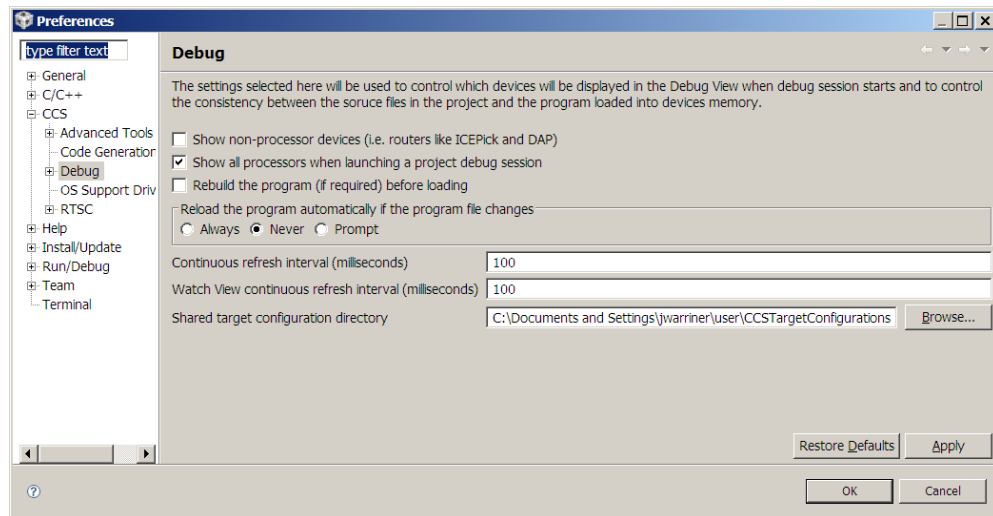 Preferences
type filter text
General
C/C++
CCS
Advanced Tools
Code Generation
Debug
OS Support Driv
RTSC
Help
Install/Update
Run/Debug
Team
Terminal
Debug
The settings selected here will be used to control which devices will be displayed in the Debug View when debug session starts and to control
the consistency between the soruce files in the project and the program loaded into devices memory.
Show non-processor devices (i.e. routers like ICEPick and DAP)
Show all processors when launching a project debug session
Rebuild the program (if required) before loading
Reload the program automatically if the program file changes
Always Never Prompt
Continuous refresh interval (milliseconds) 100
Watch View continuous refresh interval (milliseconds) 100
Shared target configuration directory C:\Documents and Settings\jwarriner\user\CCSTargetConfigurations Browse...
Restore Defaults Apply
OK Cancel